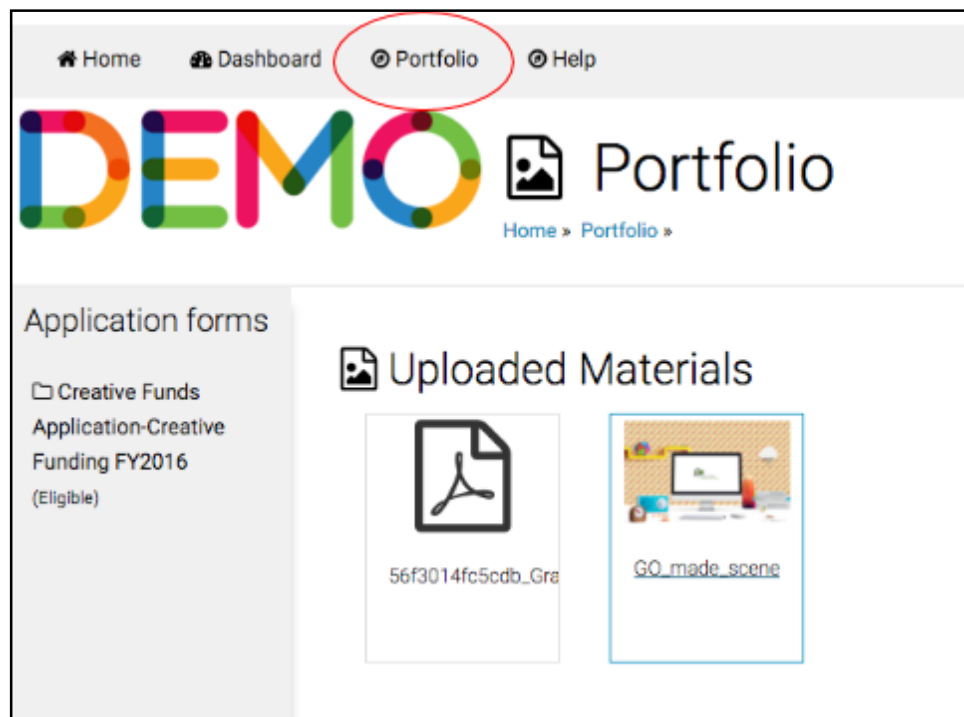 Home Dashboard Portfolio Help
DEMO
Portfolio
Home » Portfolio »
Application forms
Creative Funds
Application-Creative
Funding FY2016
(Eligible)
Uploaded Materials
56f3014fc5cdb_Gra
GO_made_scene